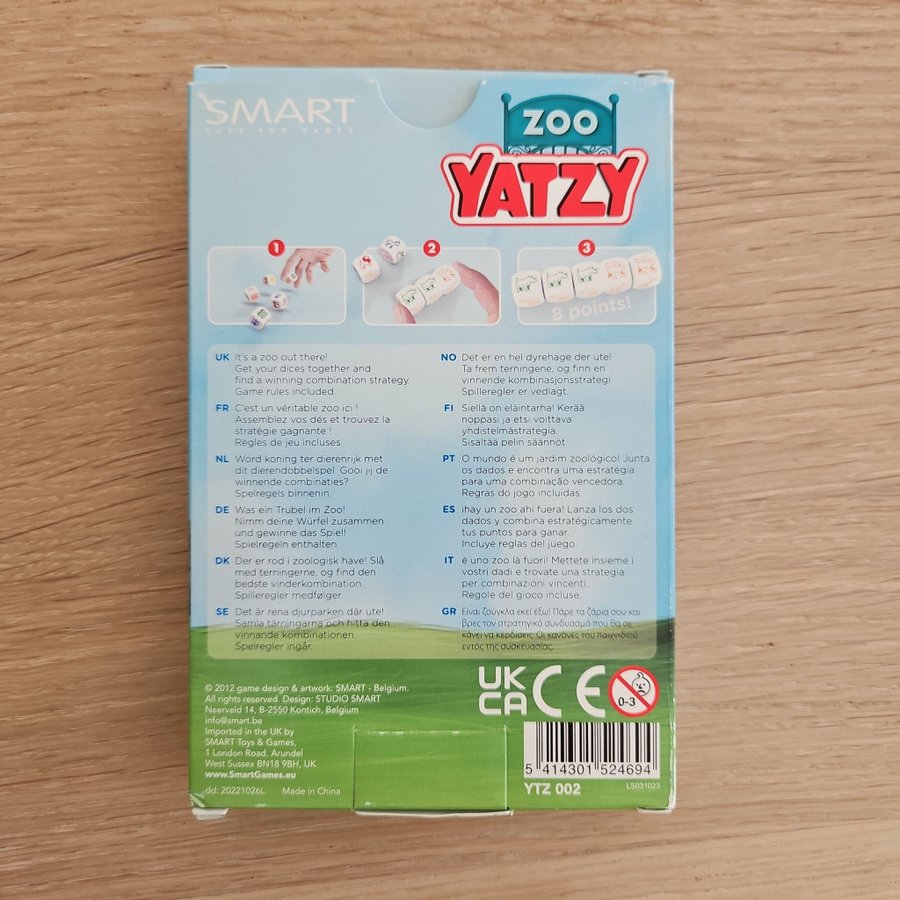 SMART
TOYS AND GAMES
ZOO
YATZY
1
2
3
8 points!
UK It's a zoo out there!
Get your dices together and
find a winning combination strategy.
Game rules included.
FR C'est un véritable zoo ici !
Assemblez vos dés et trouvez la
stratégie gagnante !
Règles de jeu incluses.
NL Word koning ter dierenrijk met
dit dierendobbelspel. Gooi jij de
winnende combinaties?
Spelregels binnenin.
DE Was ein Trubel im Zoo!
Nimm deine Würfel zusammen
und gewinne das Spiel!
Spielregeln enthalten.
DK Der er rod i zoologisk have! Slå
med terningerne, og find den
bedste vinderkombination.
Spilleregler medfølger.
SE Det är rena djurparken där ute!
Samla tärningarna och hitta den
vinnande kombinationen.
Spelregler ingår.
NO Det er en hel dyrehage der ute!
Ta frem terningene, og finn en
vinnende kombinasjonsstrategi.
Spilleregler er vedlagt.
FI Siellä on eläintarha! Kerää
noppasi ja etsi voittava
yhdistelmästrategia.
Sisältää pelin säännöt.
PT O mundo é um jardim zoológico! Junta
os dados e encontra uma estratégia
para uma combinação vencedora.
Regras do jogo incluídas.
ES ¡hay un zoo ahí fuera! Lanza los dos
dados y combina estratégicamente
tus puntos para ganar.
Incluye reglas del juego.
IT è uno zoo là fuori! Mettete insieme i
vostri dadi e trovate una strategia
per combinazioni vincenti.
Regole del gioco incluse.
GR Είναι ζούγκλα εκεί έξω! Πάρε τα ζάρια σου και
βρες τον στρατηγικό συνδυασμό που θα σε
κάνει να κερδίσεις. Οι κανόνες του παιχνιδιού
εντός της συσκευασίας.
© 2012 game design & artwork: SMART - Belgium.
All rights reserved. Design: STUDIO SMART
Neerveld 14, B-2550 Kontich, Belgium
info@smart.be
Imported in the UK by
SMART Toys & Games,
1 London Road, Arundel
West Sussex BN18 9BH, UK
www.SmartGames.eu
dd: 20221026L Made in China
UK
CA
CE
0-3
5 414301 524694
YTZ 002
LS031023